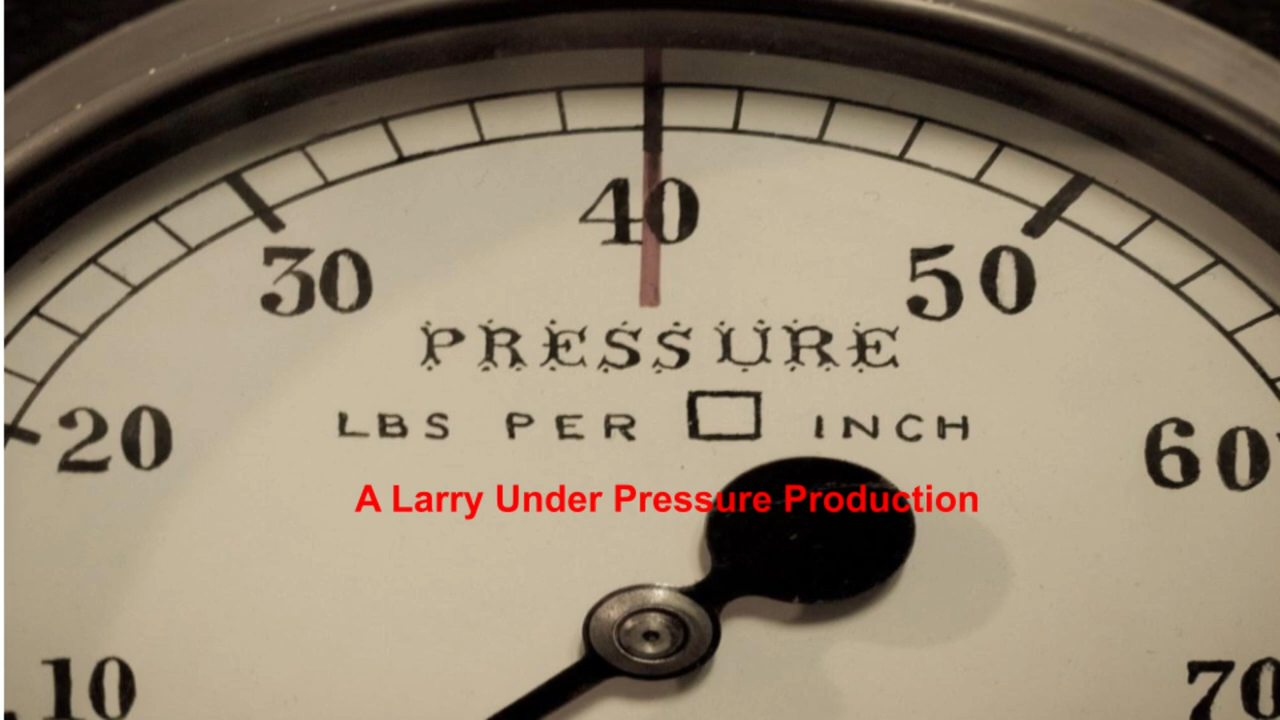 40
30
50
PRESSURE
LBS PER □ INCH
20
60
A Larry Under Pressure Production
10
70